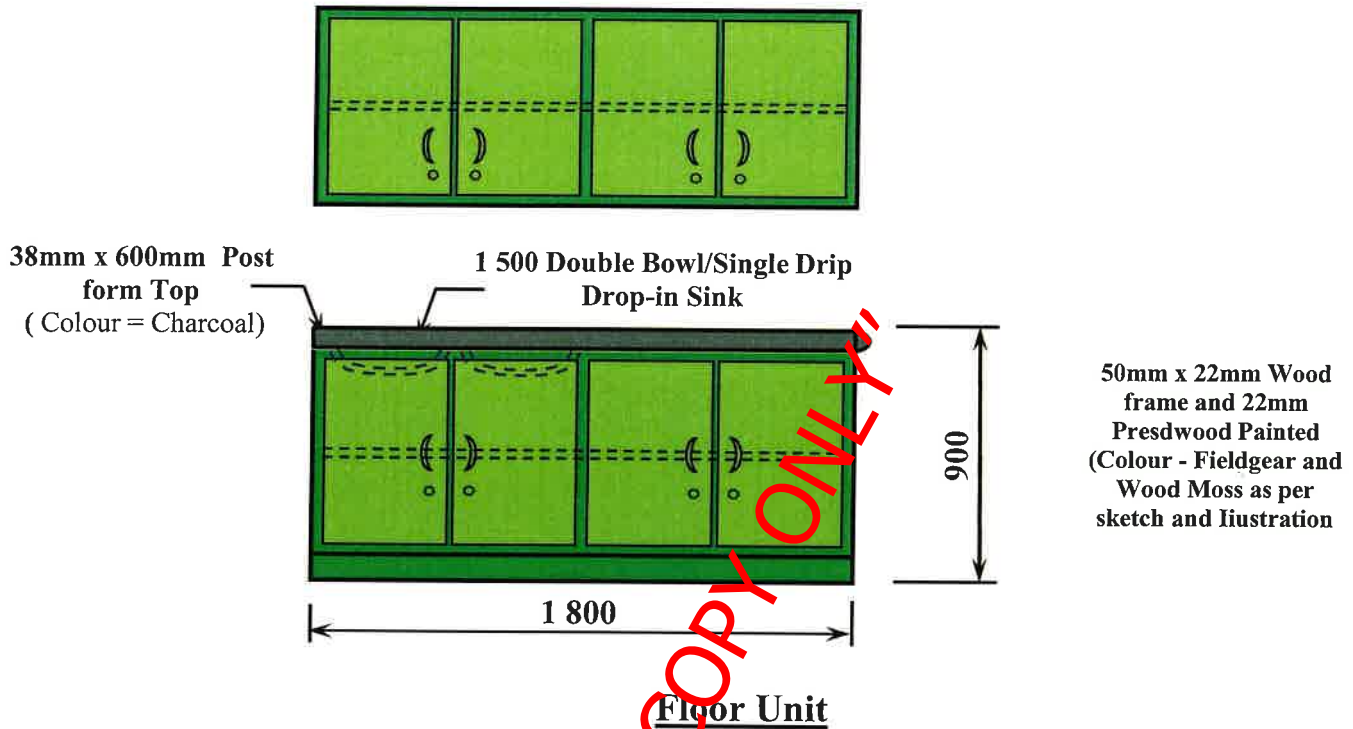 38mm x 600mm Post
form Top
( Colour = Charcoal)
1 500 Double Bowl/Single Drip
Drop-in Sink
50mm x 22mm Wood
frame and 22mm
Presdwood Painted
(Colour - Fieldgear and
Wood Moss as per
sketch and Iiustration
900
1 800
Floor Unit
COPY ONLY”